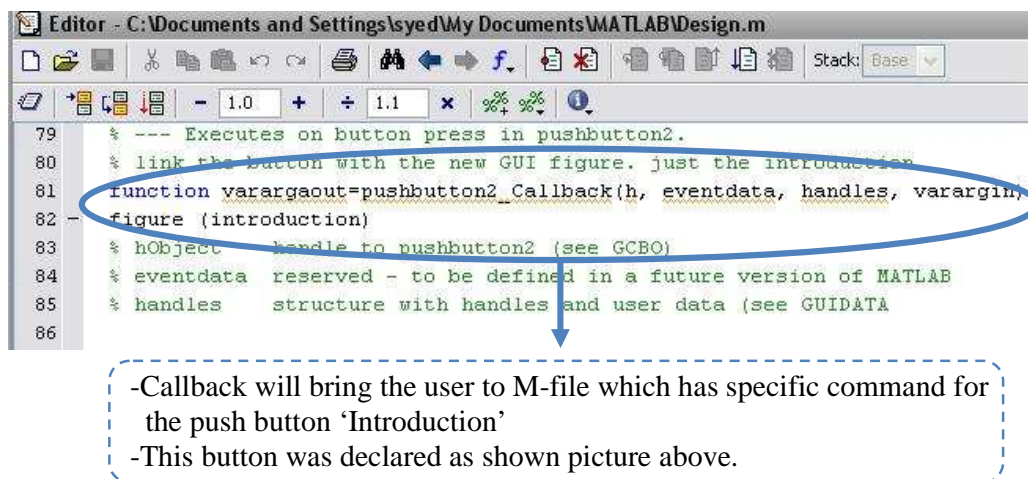 Editor - C:\Documents and Settings\syed\My Documents\MATLAB\Design.m
Stack: Base
- 1.0 + ÷ 1.1 ×
79 % --- Executes on button press in pushbutton2.
80 % link the button with the new GUI figure. just the introduction
81 function varargaout=pushbutton2_Callback(h, eventdata, handles, varargin)
82 - figure (introduction)
83 % hObject handle to pushbutton2 (see GCBO)
84 % eventdata reserved - to be defined in a future version of MATLAB
85 % handles structure with handles and user data (see GUIDATA
86
-Callback will bring the user to M-file which has specific command for
the push button ‘Introduction’
-This button was declared as shown picture above.